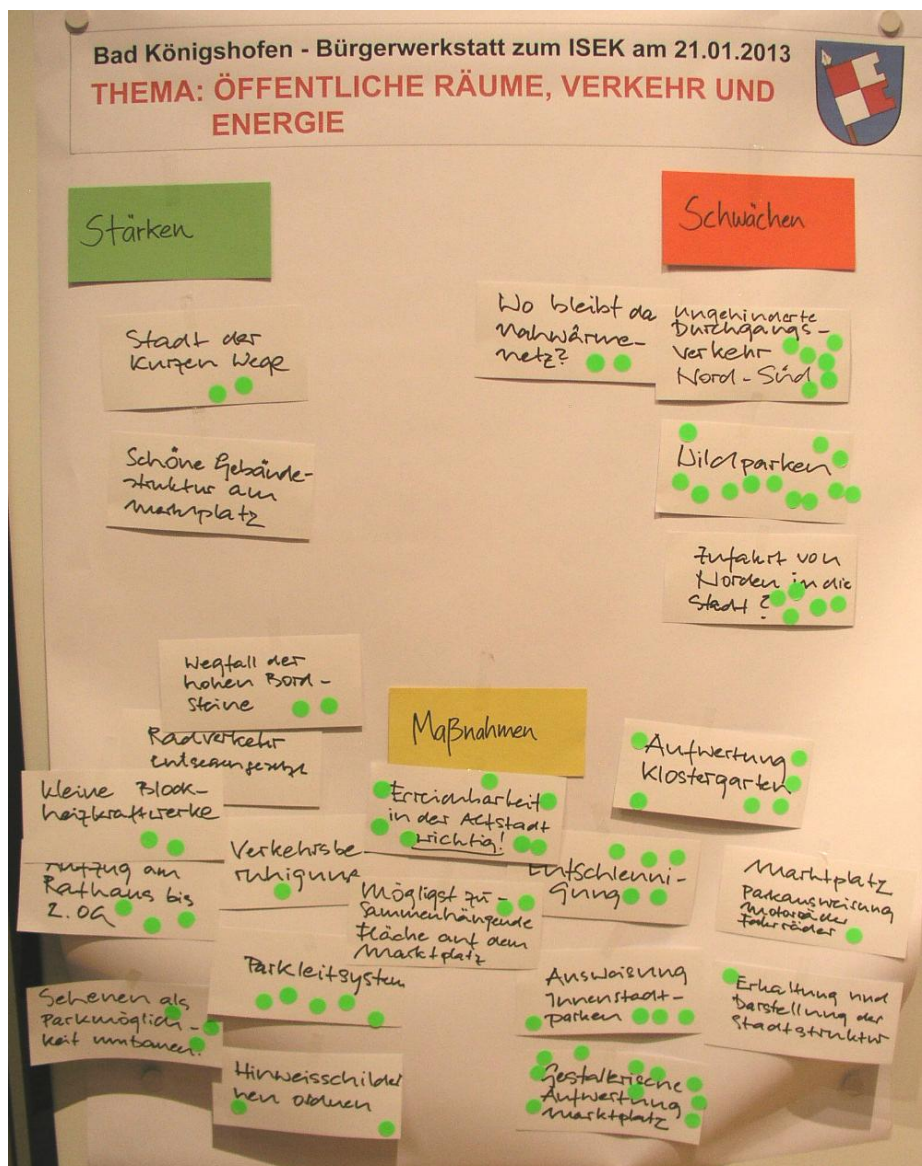 Bad Königshofen - Bürgerwerkstatt zum ISEK am 21.01.2013
THEMA: ÖFFENTLICHE RÄUME, VERKEHR UND
ENERGIE
Stärken
Schwächen
Stadt der
kurzen Wege
Schöne Gebäude-
struktur am
Marktplatz
Wo bleibt da
Nahwärme-
netz?
Ungehinderte
Durchgangs-
verkehr
Nord-Süd
Wildparken
Zufahrt von
Norden in die
Stadt?
Wegfall der
hohen Bord-
steine
Radverkehr
kleine Block-
heizkraftwerke
Aufzug am
Rathaus bis
2.OG
Verkehrsbe-
ruhigung
Maßnahmen
Erreichbarkeit
in der Altstadt
wichtig!
Mögligst zu-
sammenhängende
Fläche auf dem
Marktplatz
Aufwertung
Klostergarten
Entschleuni-
gung
Marktplatz
Parkausweisung
Motorräder
Fahrräder
Parkleitsystem
Ausweisung
Innenstadt-
parken
Erhaltung und
Darstellung der
Stadtstruktur
als
Parkmöglich-
keit umbauen!
Hinweisschilder
ordnen
Gestalterische
Aufwertung
Marktplatz